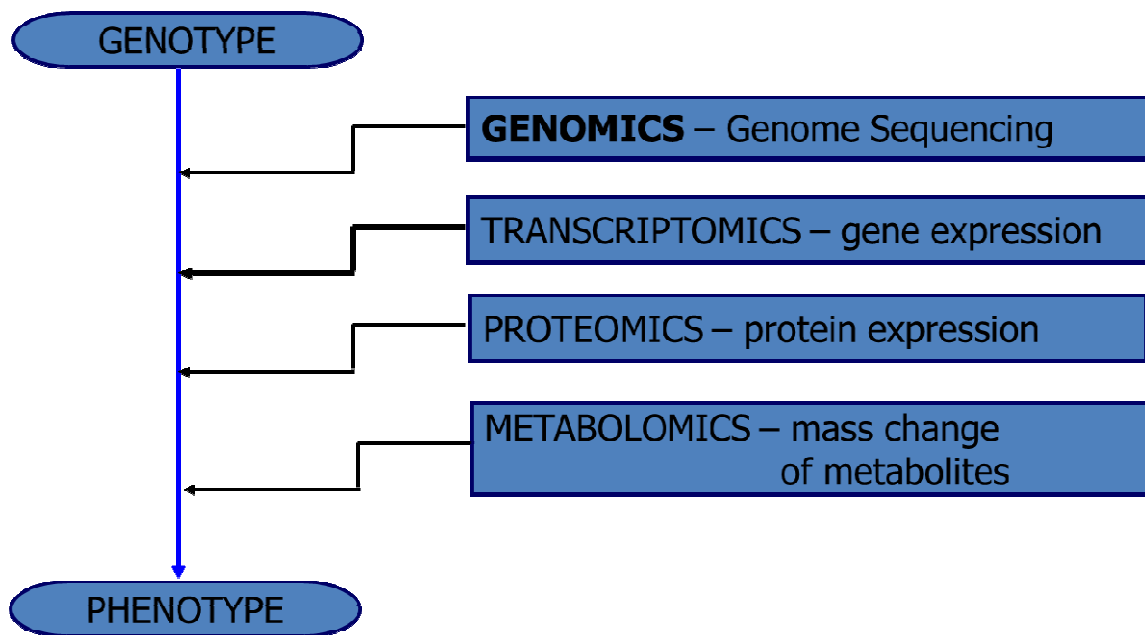 GENOTYPE
GENOMICS – Genome Sequencing
TRANSCRIPTOMICS – gene expression
PROTEOMICS – protein expression
METABOLOMICS – mass change
of metabolites
PHENOTYPE